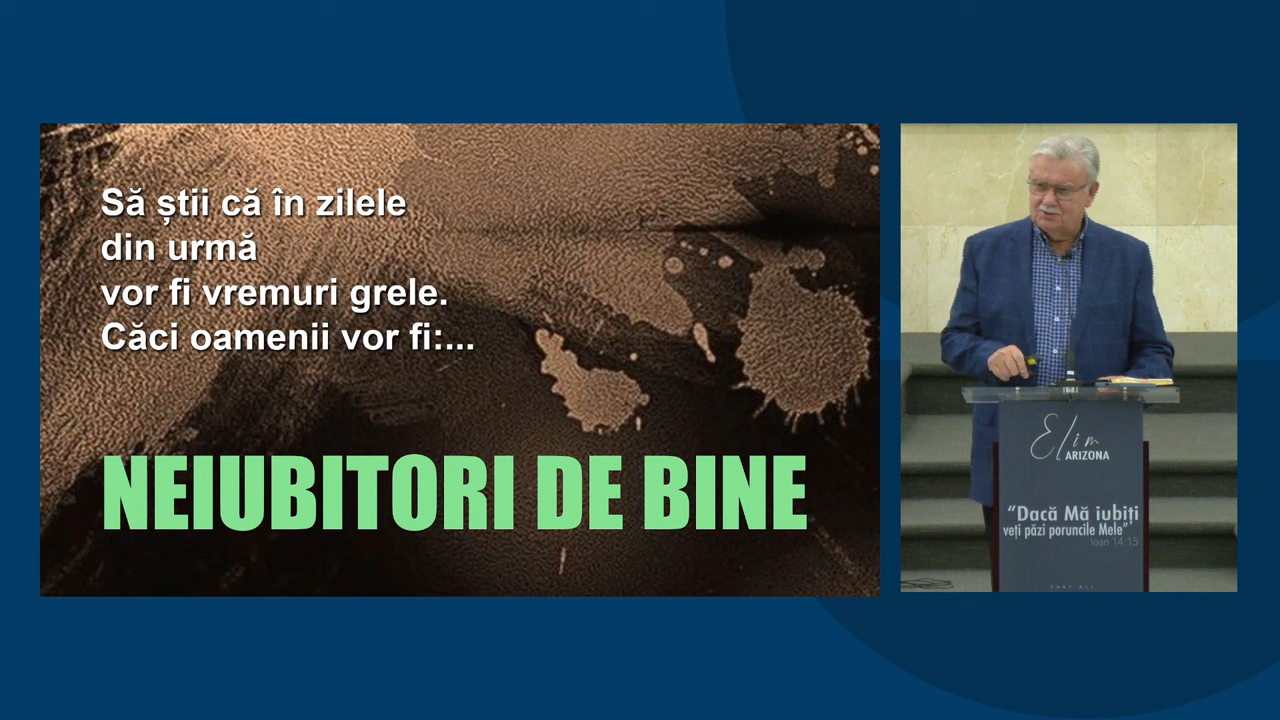 Să știi că în zilele
din urmă
vor fi vremuri grele.
Căci oamenii vor fi:...
NEIUBITORI DE BINE
Elim
ARIZONA
“Dacă Mă iubiți
veți păzi poruncile Mele”
Ioan 14:15